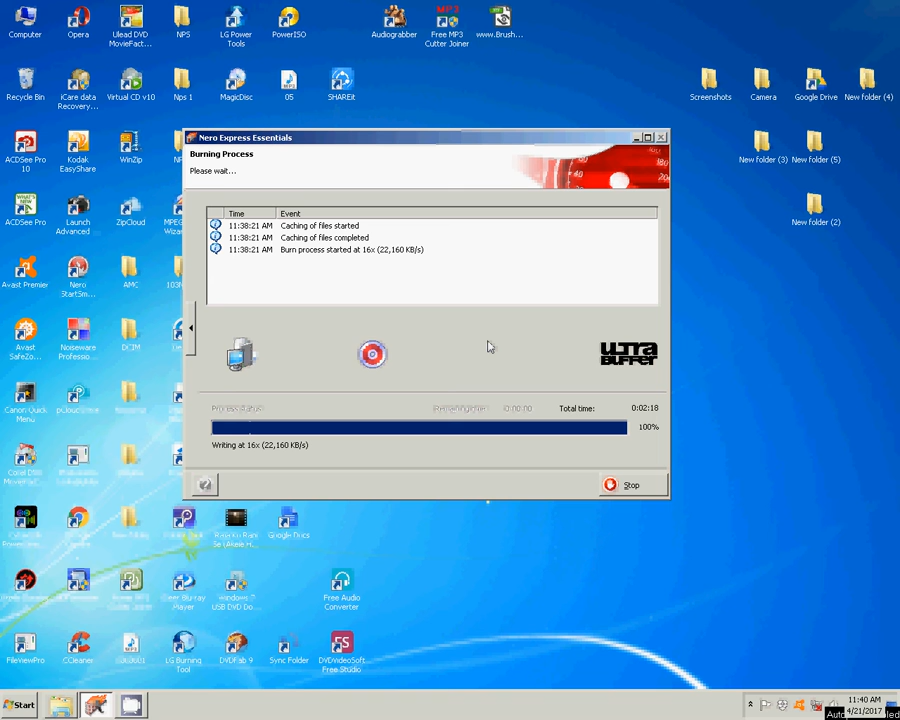 Computer
Opera
Ulead DVD
MovieFact...
NPS
LG Power
Tools
PowerISO
Audiograbber
MP3
Free MP3
Cutter Joiner
www.Brush...
Recycle Bin
iCare data
Recovery...
Virtual CD v10
Nps 1
MagicDisc
05
SHAREit
Screenshots
Camera
Google Drive
New folder (4)
ACDSee Pro
10
Kodak
EasyShare
WinZip
New folder (3)
New folder (5)
ACDSee Pro
Launch
Advanced ...
ZipCloud
MPEG
New folder (2)
Avast Premier
Nero
StartSm...
AMC
Avast
SafeZo...
Noiseware
Professio...
DCIM
Canon Quick
Menu
Nero Express Essentials
Burning Process
Please wait...
Time Event
11:38:21 AM Caching of files started
11:38:21 AM Caching of files completed
11:38:21 AM Burn process started at 16x (22,160 KB/s)
ULTRA
BUFFER
Total time: 0:02:18
100%
Writing at 16x (22,160 KB/s)
Stop
Google Docs
Player
USB DVD Do...
Free Audio
Converter
FileViewPro
CCleaner
LG Burning
Tool
DVDFab 9
Sync Folder
DVDVideoSoft
Free Studio
Start
11:40 AM
4/21/2017